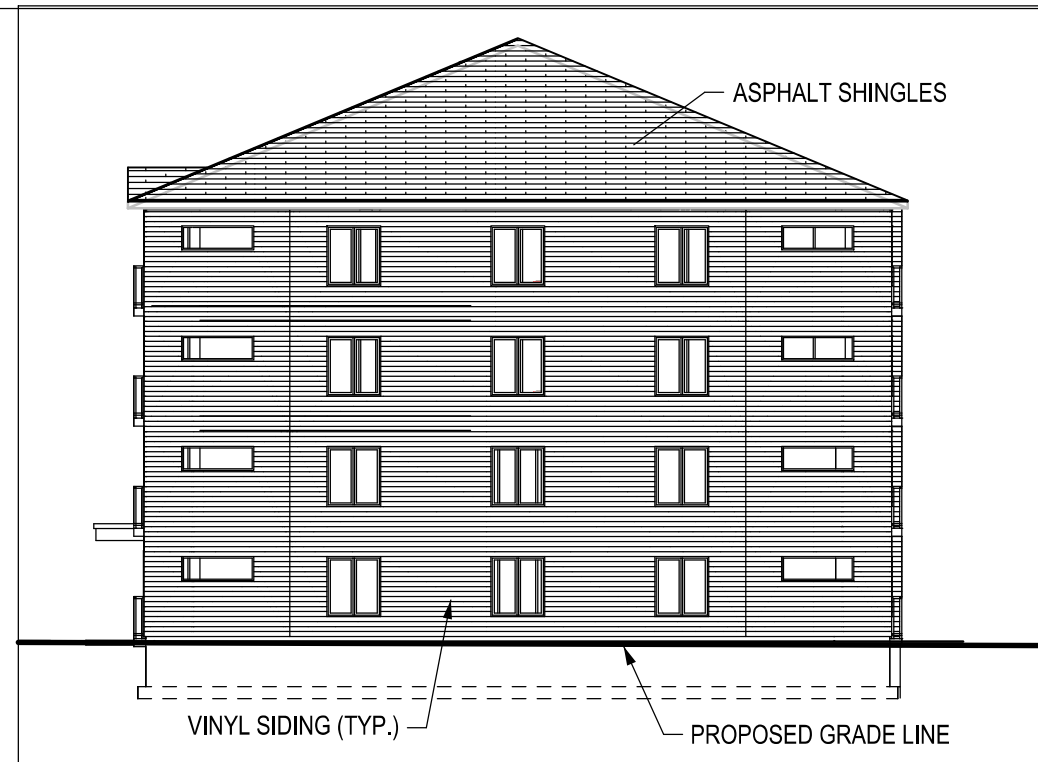 ASPHALT SHINGLES
VINYL SIDING (TYP.)
PROPOSED GRADE LINE